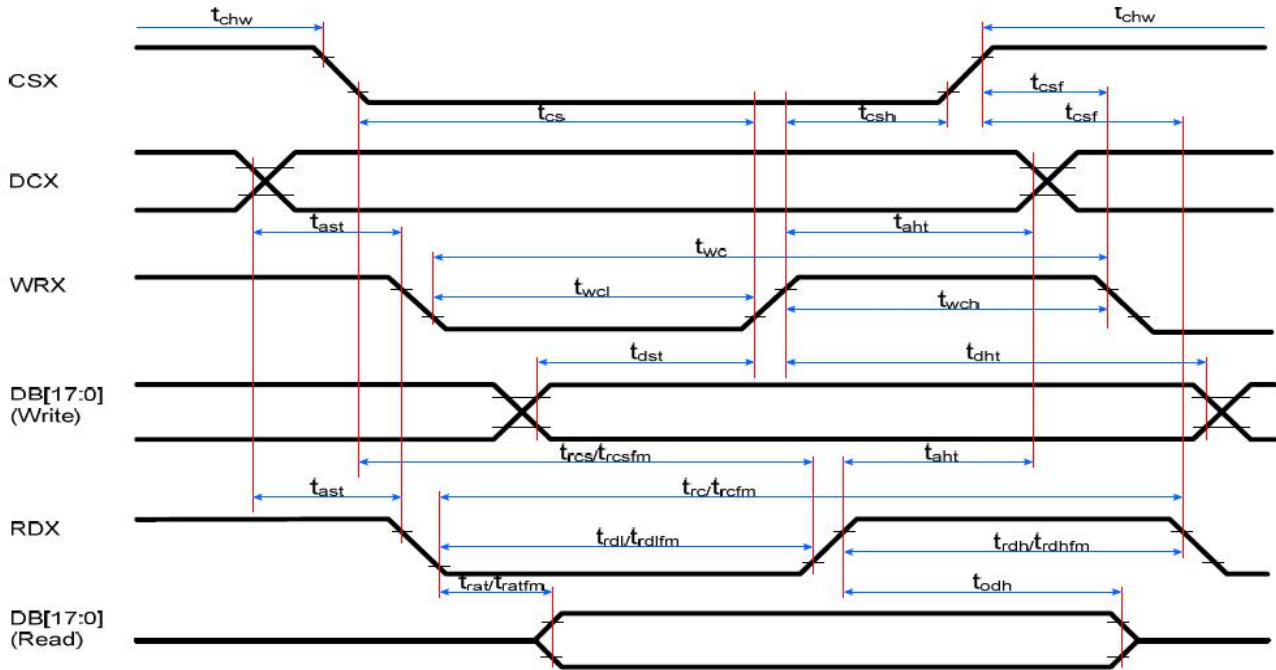 tchw tchw
CSX
tcsf
tcs tcsh tcsf
DCX
tast taht
twc
WRX
twcl twch
tdst tdht
DB[17:0]
(Write)
trcs/trcsfm taht
tast trc/trcfm
RDX
trdl/trdlfm trdh/trdhfm
trat/tratfm todh
DB[17:0]
(Read)